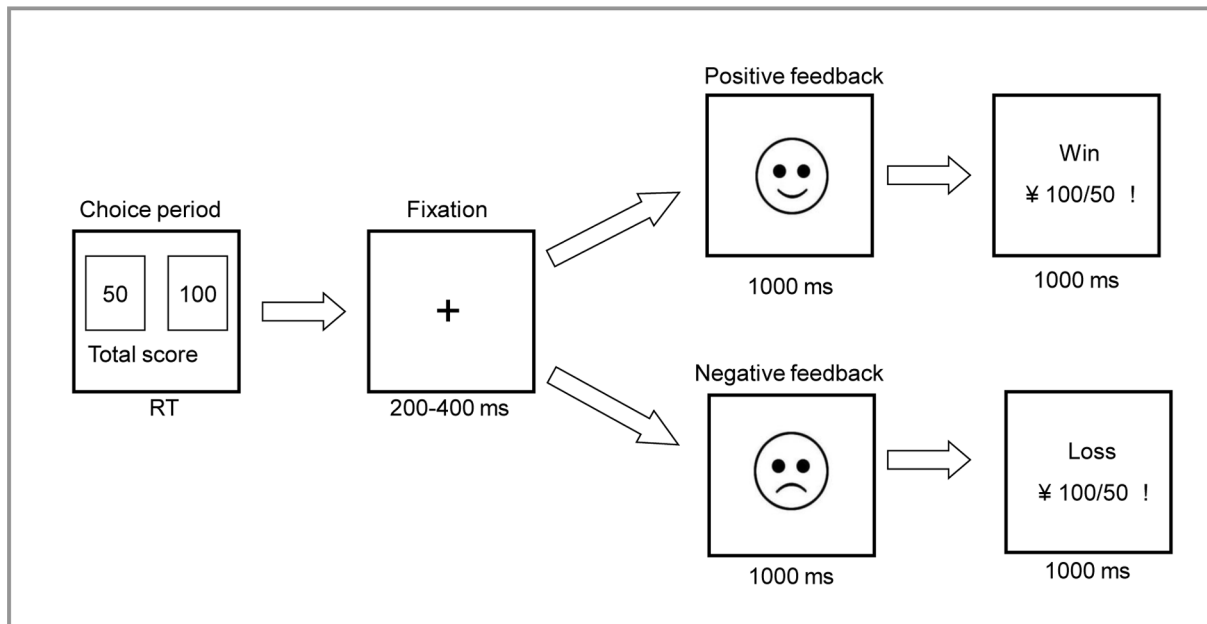 Choice period
50 100
Total score
RT
Fixation
+
200-400 ms
Positive feedback
1000 ms
Win
¥ 100/50 !
1000 ms
Negative feedback
1000 ms
Loss
¥ 100/50 !
1000 ms